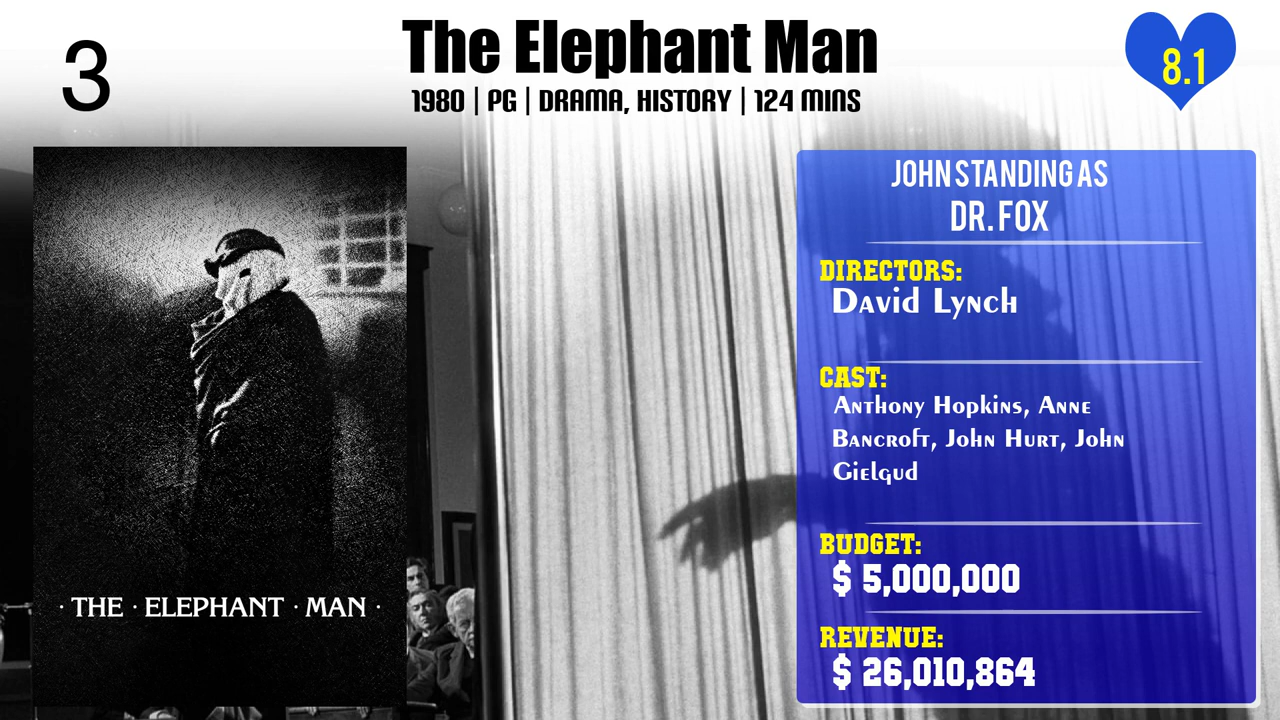 3
The Elephant Man
1980 | PG | DRAMA, HISTORY | 124 MINS
8.1
· THE · ELEPHANT · MAN ·
JOHN STANDING AS
DR. FOX
DIRECTORS:
David Lynch
CAST:
Anthony Hopkins, Anne
Bancroft, John Hurt, John
Gielgud
BUDGET:
$ 5,000,000
REVENUE:
$ 26,010,864